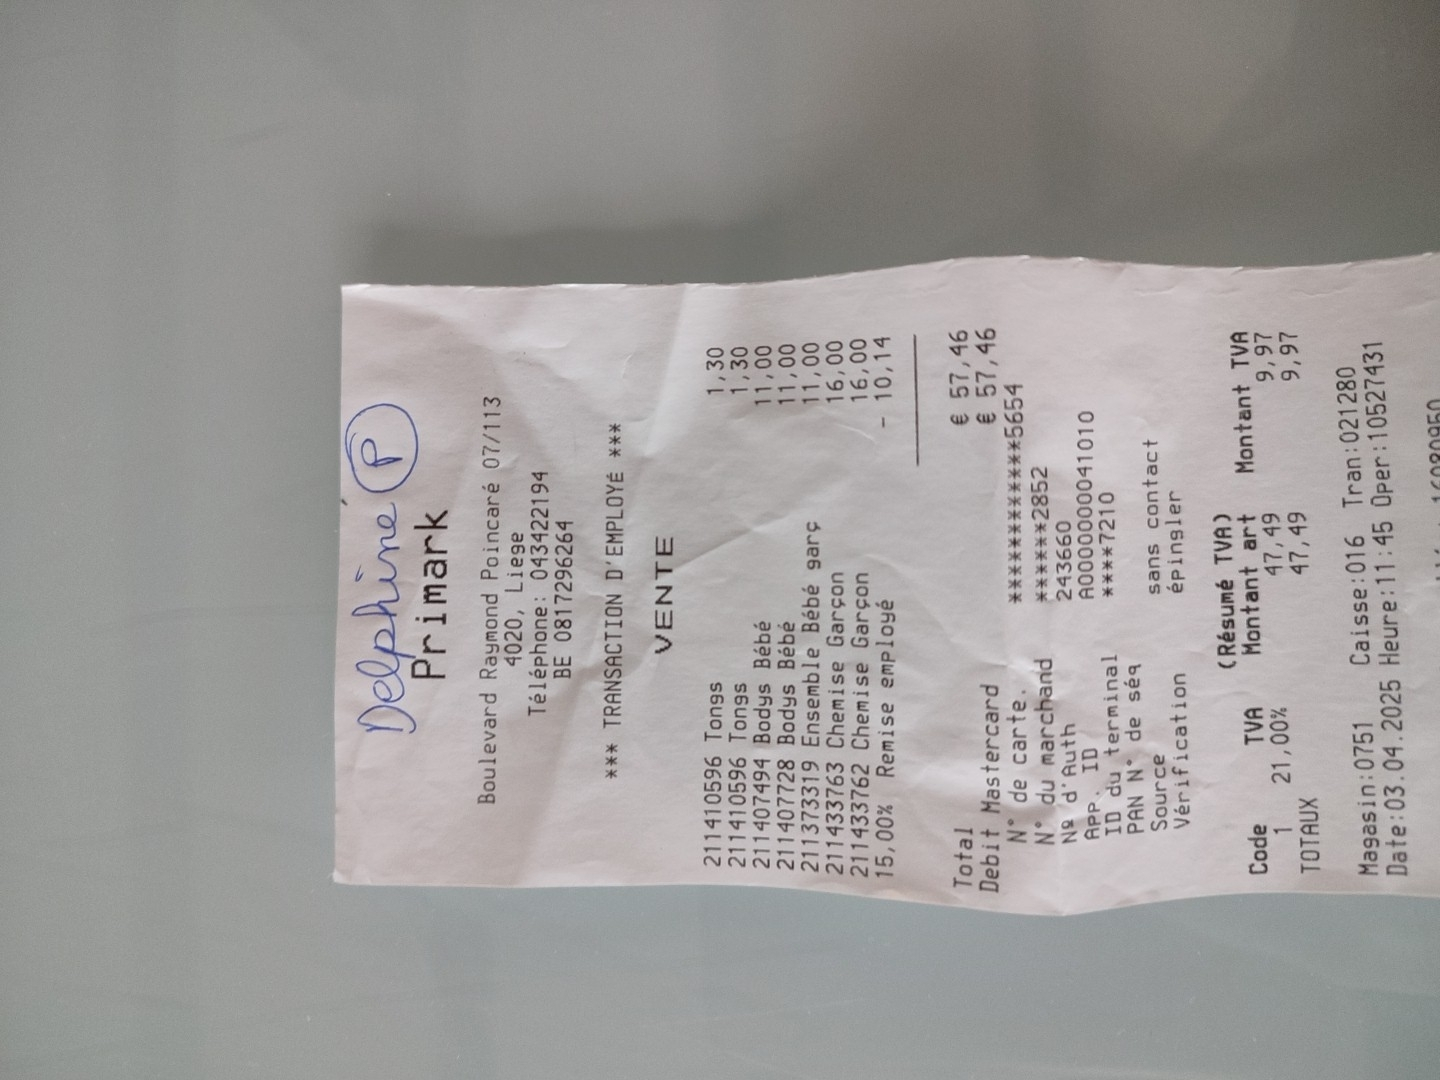 Delphine P
Primark
Boulevard Raymond Poincaré 07/113
4020, Liege
Téléphone: 043422194
BE 0817296264
*** TRANSACTION D'EMPLOYÉ ***
VENTE
211410596 Tongs 1,30
211410596 Tongs 1,30
211407494 Bodys Bébé 11,00
211407728 Bodys Bébé 11,00
211373319 Ensemble Bébé garç 11,00
211433763 Chemise Garçon 16,00
211433762 Chemise Garçon 16,00
15,00% Remise employé - 10,14
Total € 57,46
Debit Mastercard € 57,46
N° de carte. ************5654
N° du marchand ******2852
Nº d'Auth 243660
APP. ID A0000000041010
ID du terminal ****7210
PAN N° de séq
Source sans contact
Vérification épingler
(Résumé TVA)
Code TVA Montant art Montant TVA
1 21,00% 47,49 9,97
TOTAUX 47,49 9,97
Magasin:0751 Caisse:016 Tran:021280
Date:03.04.2025 Heure:11:45 Oper:10527431